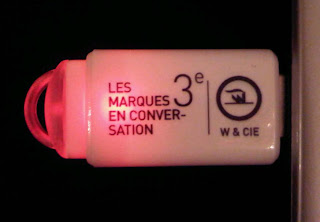 LES
MARQUES
EN CONVER-
SATION
3e
W & CIE